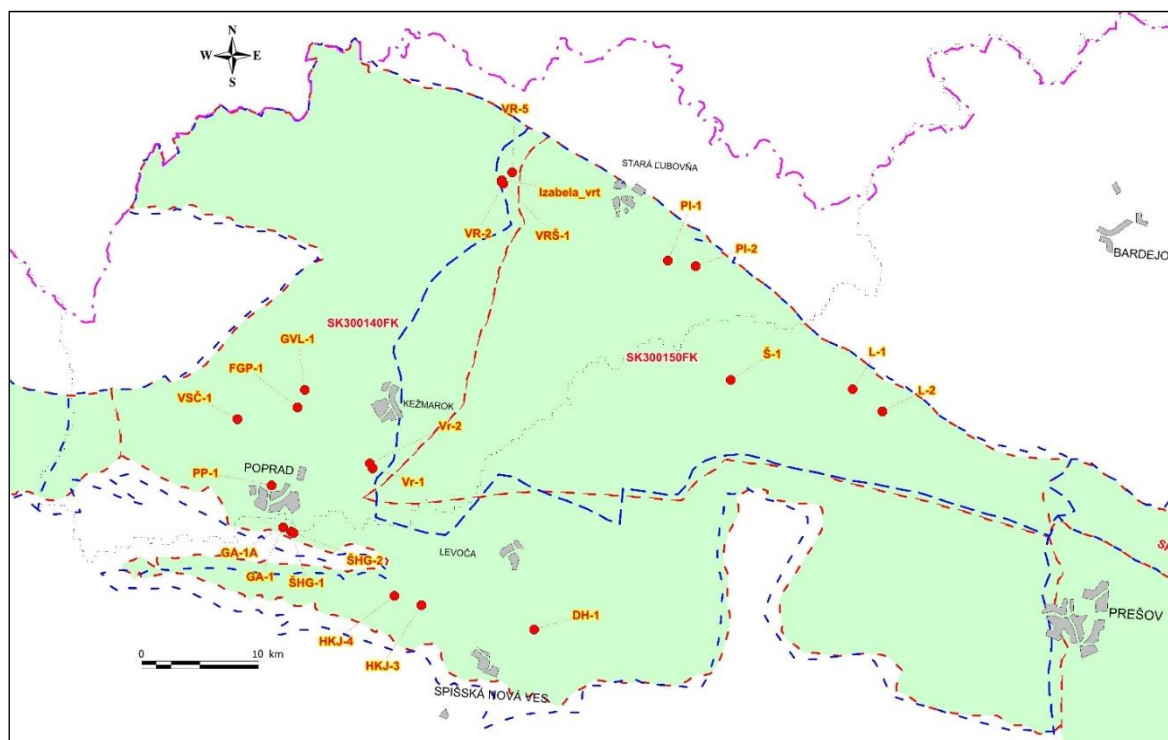 N
W E
S
VR-5
STARÁ ĽUBOVŇA
Izabela_vrt
PI-1
VR-2
VRŠ-1
PI-2
BARDEJO
SK300140FK
GVL-1
SK300150FK
FGP-1
Š-1
L-1
VSČ-1
KEŽMAROK
L-2
Vr-2
POPRAD
PP-1
Vr-1
LEVOČA
GA-1A
ŠHG-2
GA-1
ŠHG-1
DH-1
PREŠOV
HKJ-4
0 10 km
HKJ-3
SPIŠSKÁ NOVÁ VES